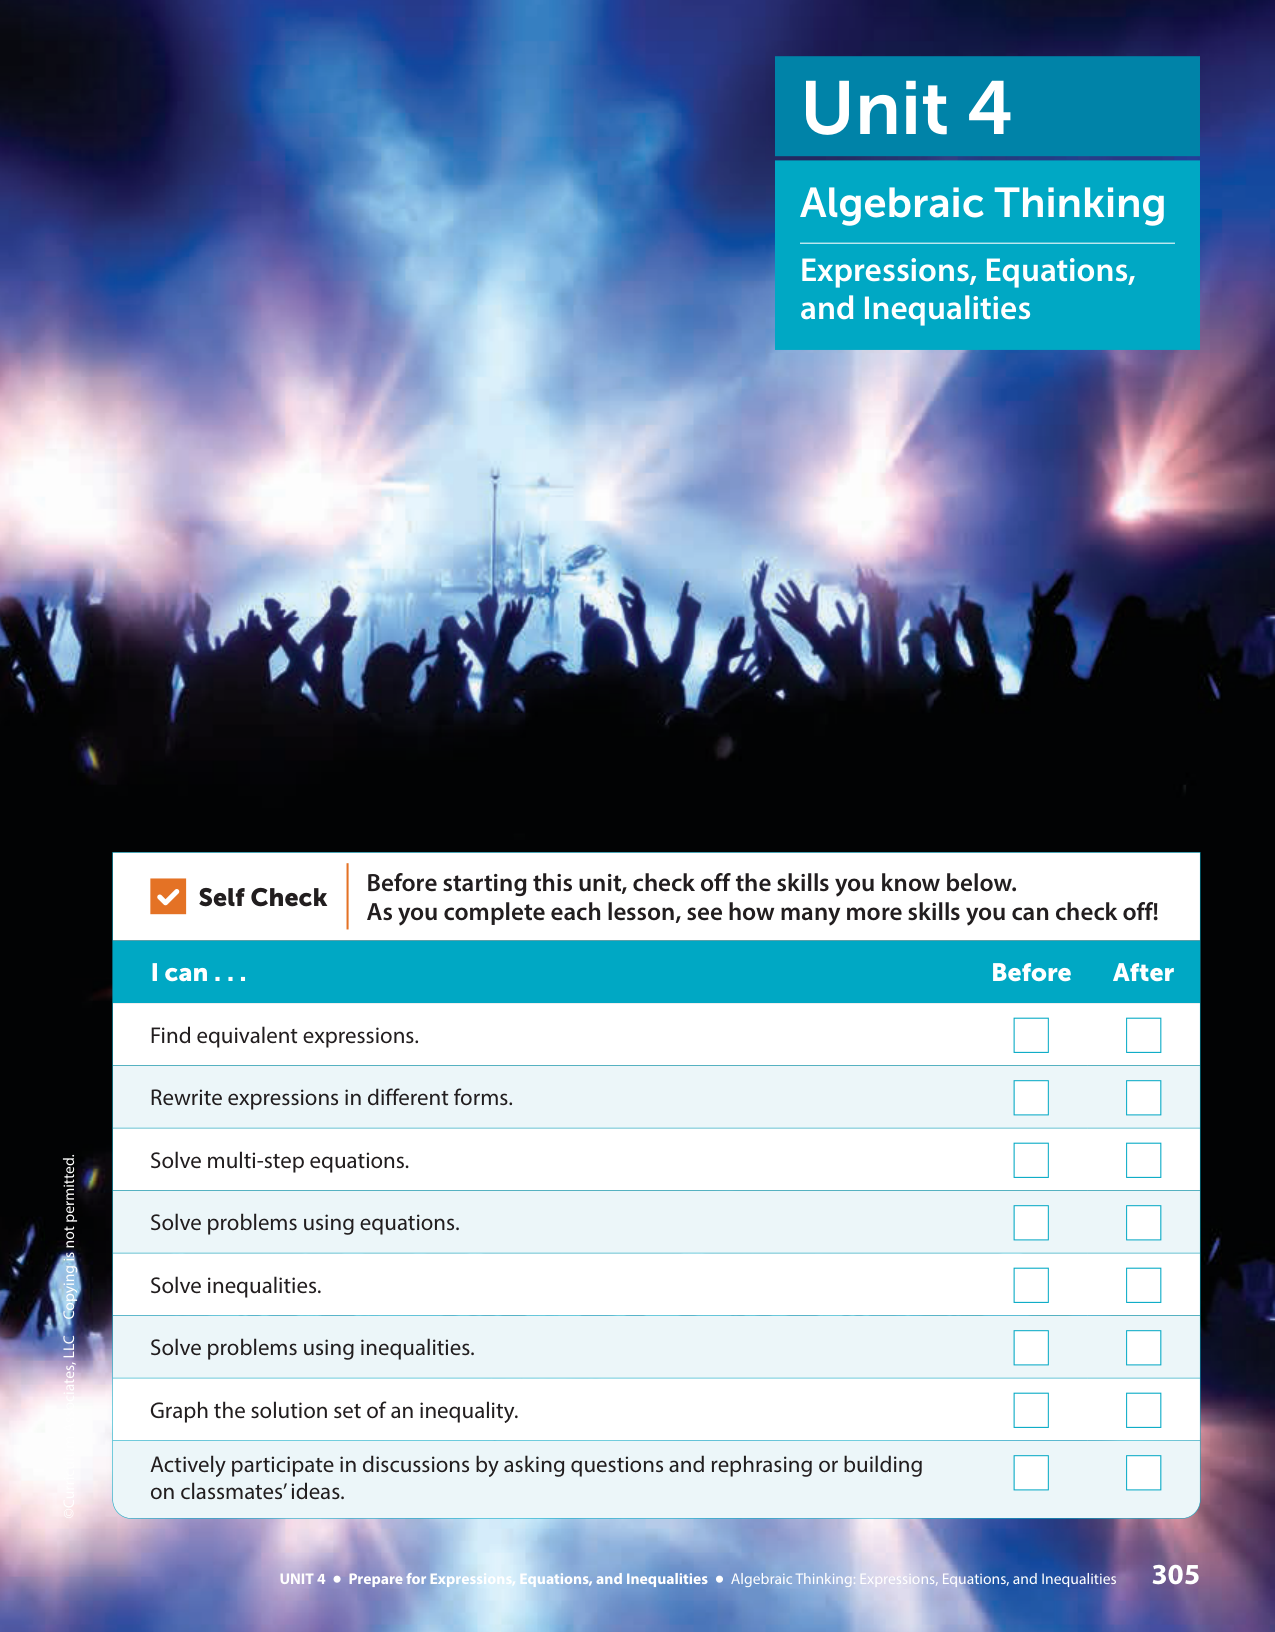 Unit 4
Algebraic Thinking
Expressions, Equations,
and Inequalities
Self Check
Before starting this unit, check off the skills you know below.
As you complete each lesson, see how many more skills you can check off!
I can . . . Before After
Find equivalent expressions.
Rewrite expressions in different forms.
Solve multi-step equations.
Solve problems using equations.
Solve inequalities.
Solve problems using inequalities.
Graph the solution set of an inequality.
Actively participate in discussions by asking questions and rephrasing or building
on classmates’ ideas.
LLC Copying is not permitted.
UNIT 4 • Prepare for Expressions, Equations, and Inequalities • Algebraic Thinking: Expressions, Equations, and Inequalities 305